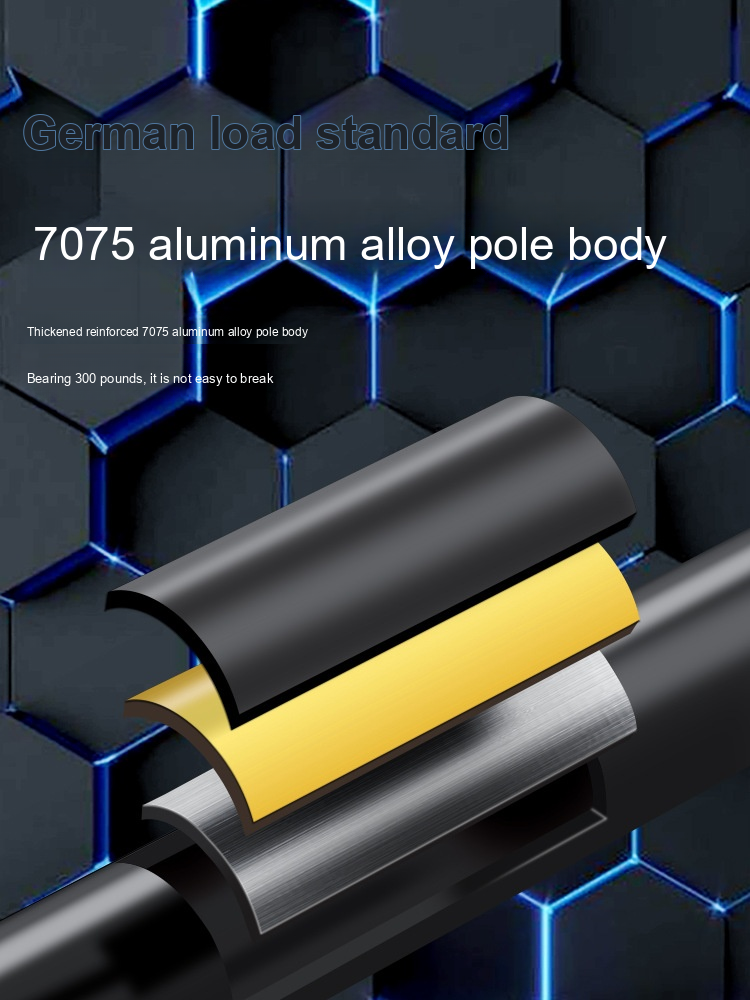 German load standard
7075 aluminum alloy pole body
Thickened reinforced 7075 aluminum alloy pole body
Bearing 300 pounds, it is not easy to break